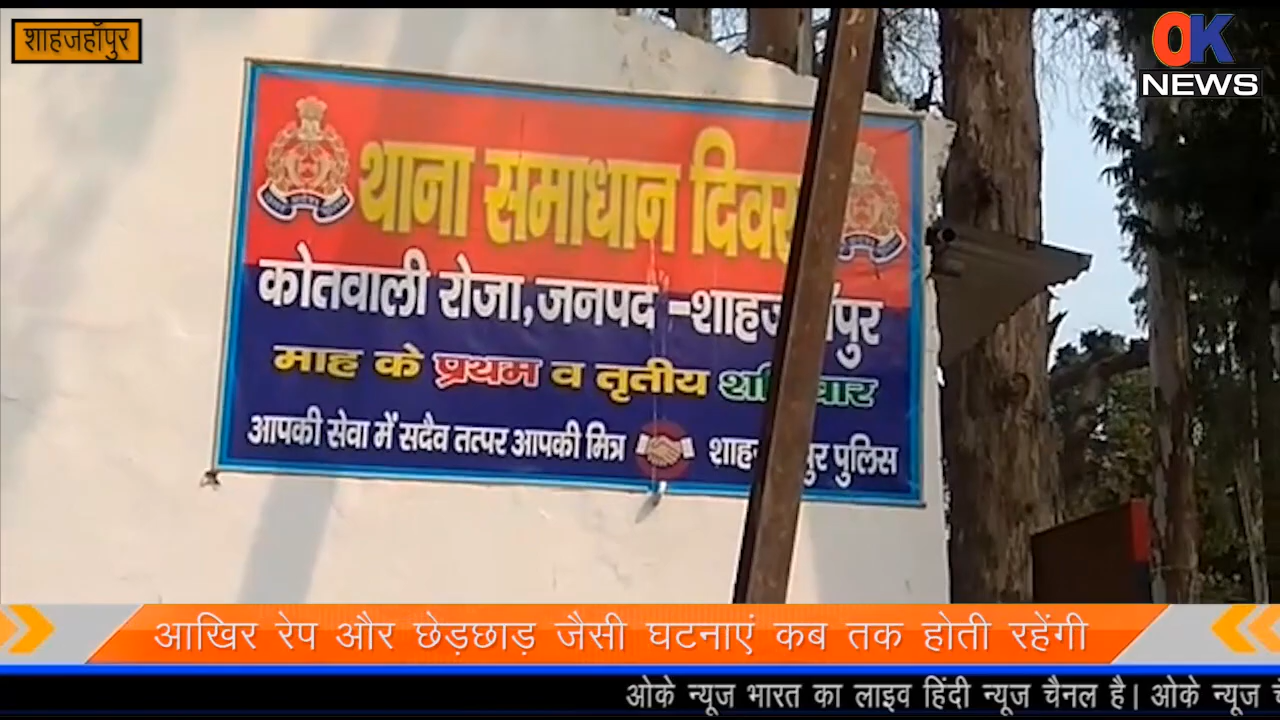 शाहजहॉपुर
OK
NEWS
थाना समाधान
कोतवाली रोजा, जनपद -
माह के प्रथम व तृतीय
आपकी सेवा में सदैव तत्पर आपकी मित्र पुलिस
आखिर रेप और छेड़छाड़ जैसी घटनाएं कब तक होती रहेंगी
ओके न्यूज भारत का लाइव हिंदी न्यूज चैनल है। ओके न्यूज